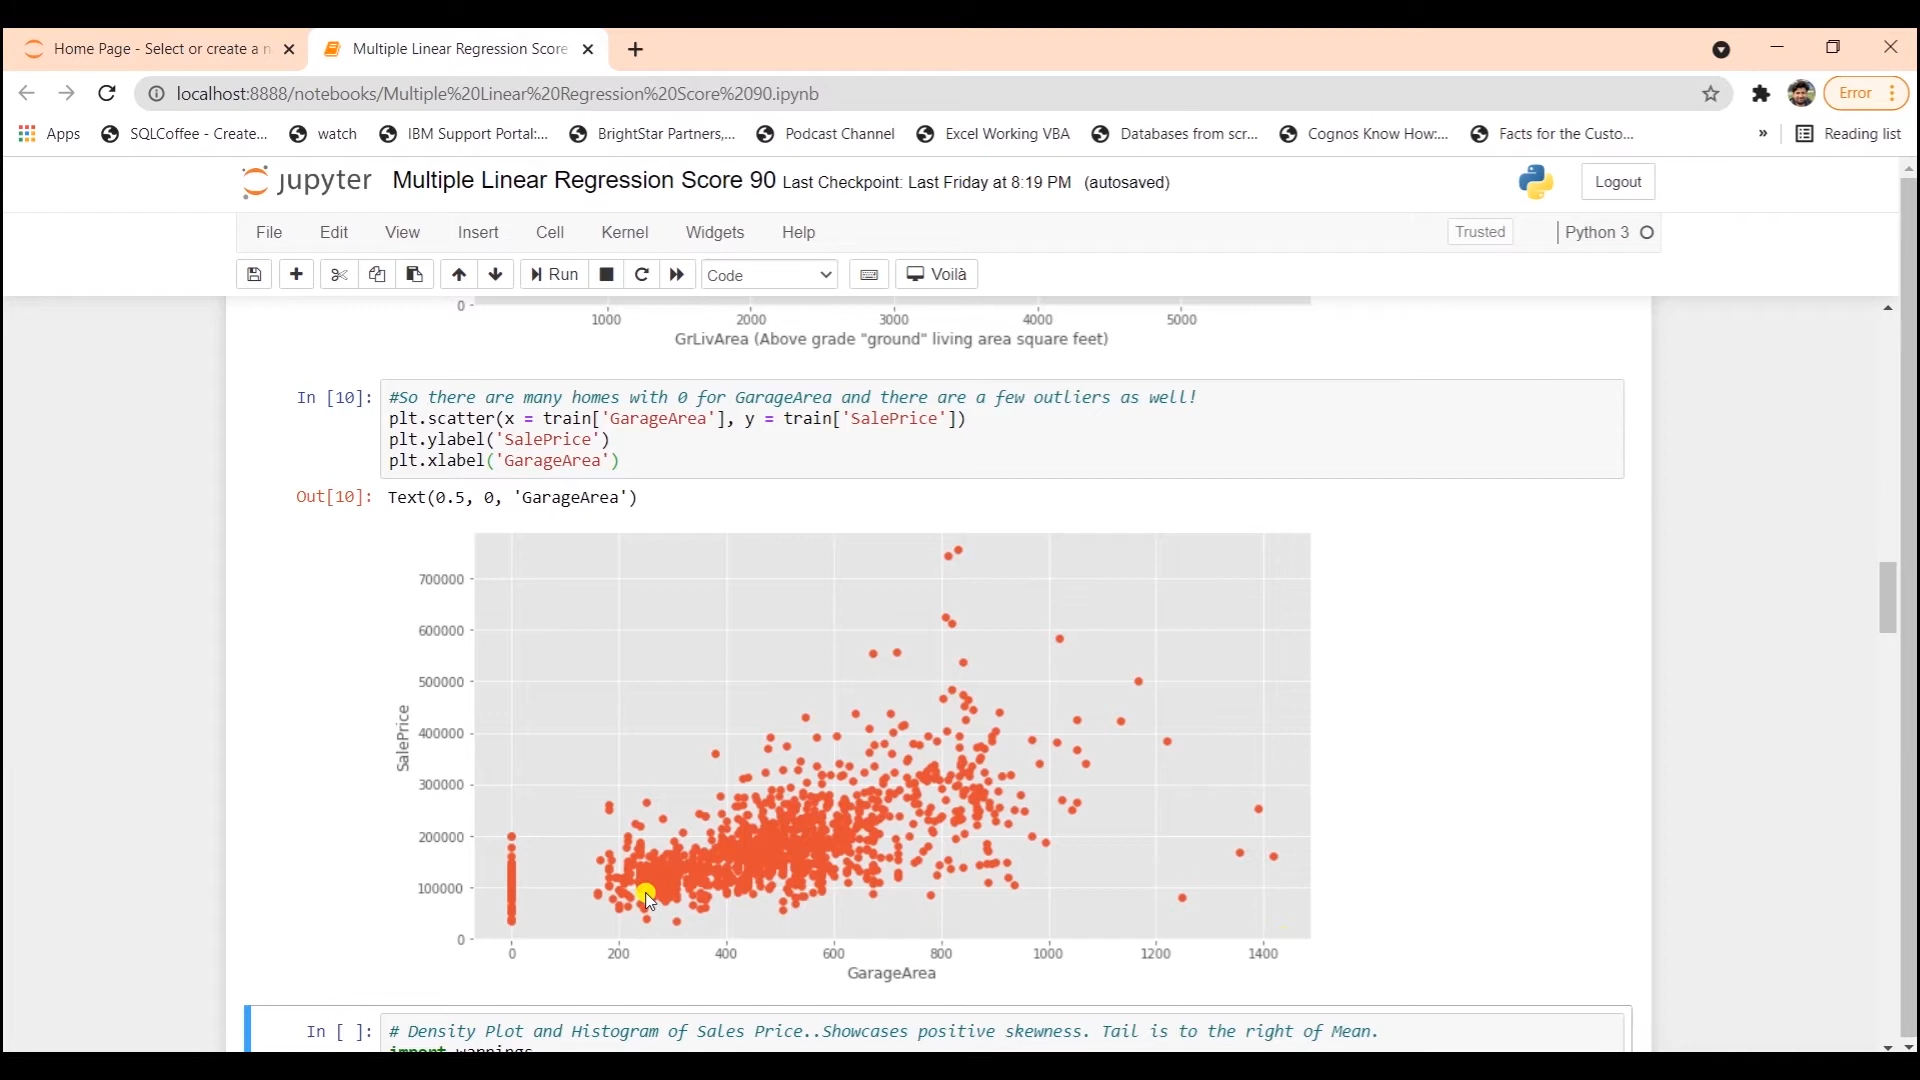 Home Page - Select or create a n
Multiple Linear Regression Score
localhost:8888/notebooks/Multiple%20Linear%20Regression%20Score%2090.ipynb
Error
Apps
SQLCoffee - Create...
watch
IBM Support Portal:...
BrightStar Partners,...
Podcast Channel
Excel Working VBA
Databases from scr...
Cognos Know How:...
Facts for the Custo...
»
Reading list
jupyter
Multiple Linear Regression Score 90
Last Checkpoint: Last Friday at 8:19 PM (autosaved)
Logout
File Edit View Insert Cell Kernel Widgets Help
Trusted
Python 3
Run
Code
Voilà
0
1000 2000 3000 4000 5000
GrLivArea (Above grade "ground" living area square feet)
In [10]:
#So there are many homes with 0 for GarageArea and there are a few outliers as well!
plt.scatter(x = train['GarageArea'], y = train['SalePrice'])
plt.ylabel('SalePrice')
plt.xlabel('GarageArea')
Out[10]:
Text(0.5, 0, 'GarageArea')
700000
600000
500000
400000
300000
200000
100000
0
SalePrice
0 200 400 600 800 1000 1200 1400
GarageArea
In [ ]:
# Density Plot and Histogram of Sales Price..Showcases positive skewness. Tail is to the right of Mean.
import warnings